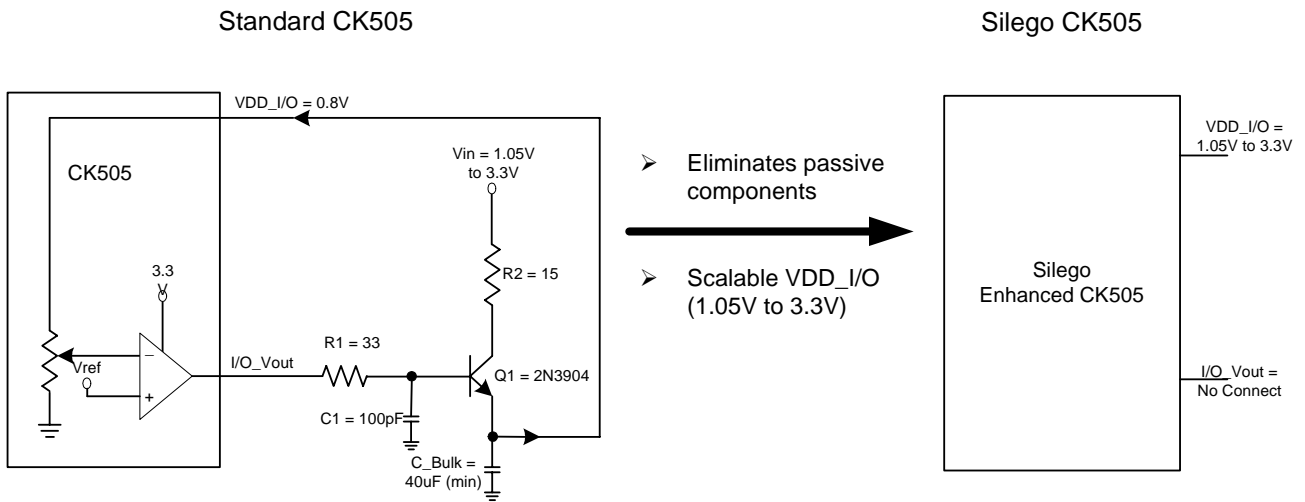 Standard CK505
Silego CK505
VDD_I/O = 0.8V
CK505
Vin = 1.05V
to 3.3V
R2 = 15
3.3
V
Vref
−
+
I/O_Vout
R1 = 33
Q1 = 2N3904
C1 = 100pF
C_Bulk =
40uF (min)
➢ Eliminates passive
components
➢ Scalable VDD_I/O
(1.05V to 3.3V)
VDD_I/O =
1.05V to 3.3V
Silego
Enhanced CK505
I/O_Vout =
No Connect